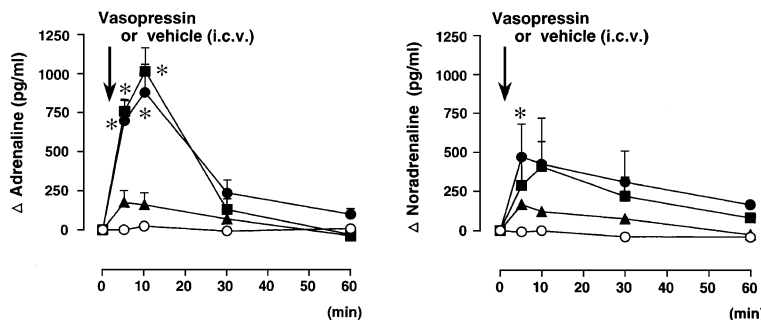 Vasopressin
or vehicle (i.c.v.)
Δ Adrenaline (pg/ml)
1250
1000
750
500
250
0
*
*
*
*
0 10 20 30 40 50 60
(min)
Vasopressin
or vehicle (i.c.v.)
Δ Noradrenaline (pg/ml)
1250
1000
750
500
250
0
*
0 10 20 30 40 50 60
(min)